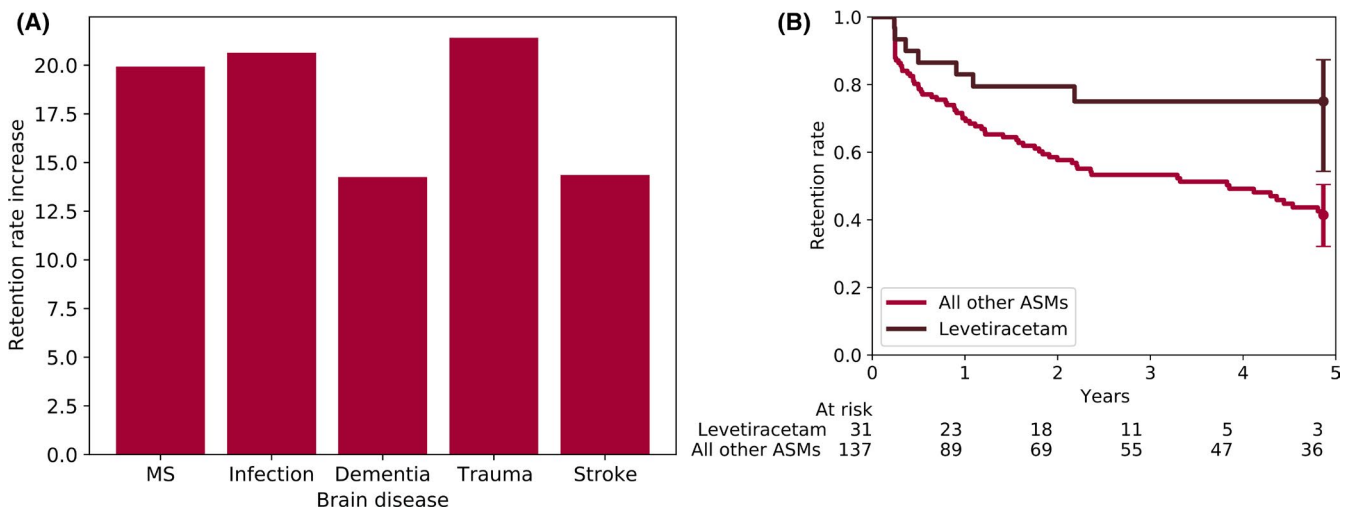 (A)
Retention rate increase
20.0
17.5
15.0
12.5
10.0
7.5
5.0
2.5
0.0
MS Infection Dementia Trauma Stroke
Brain disease
(B)
Retention rate
1.0
0.8
0.6
0.4
0.2
0.0
All other ASMs
Levetiracetam
0 1 2 3 4 5
Years
At risk
Levetiracetam 31 23 18 11 5 3
All other ASMs 137 89 69 55 47 36